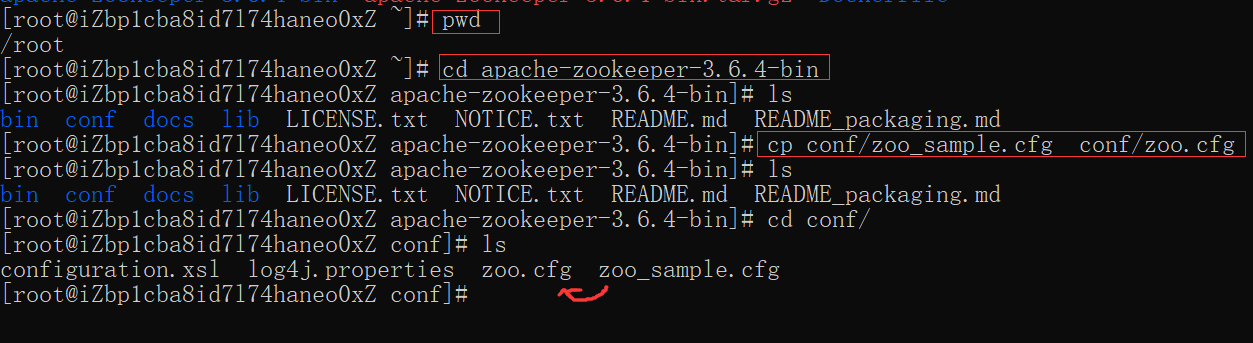 [root@iZbp1cba8id7l74haneo0xZ ~]# pwd
/root
[root@iZbp1cba8id7l74haneo0xZ ~]# cd apache-zookeeper-3.6.4-bin
[root@iZbp1cba8id7l74haneo0xZ apache-zookeeper-3.6.4-bin]# ls
bin  conf  docs  lib  LICENSE.txt  NOTICE.txt  README.md  README_packaging.md
[root@iZbp1cba8id7l74haneo0xZ apache-zookeeper-3.6.4-bin]# cp conf/zoo_sample.cfg  conf/zoo.cfg
[root@iZbp1cba8id7l74haneo0xZ apache-zookeeper-3.6.4-bin]# ls
bin  conf  docs  lib  LICENSE.txt  NOTICE.txt  README.md  README_packaging.md
[root@iZbp1cba8id7l74haneo0xZ apache-zookeeper-3.6.4-bin]# cd conf/
[root@iZbp1cba8id7l74haneo0xZ conf]# ls
configuration.xsl  log4j.properties  zoo.cfg  zoo_sample.cfg
[root@iZbp1cba8id7l74haneo0xZ conf]#